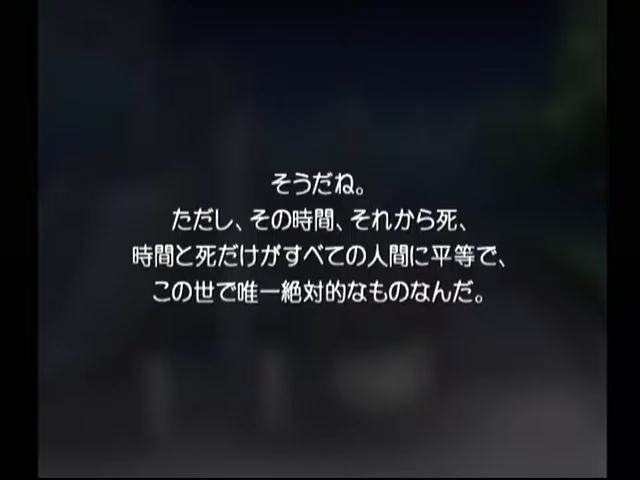 そうだね。
ただし、その時間、それから死、
時間と死だけがすべての人間に平等で、
この世で唯一絶対的なものなんだ。